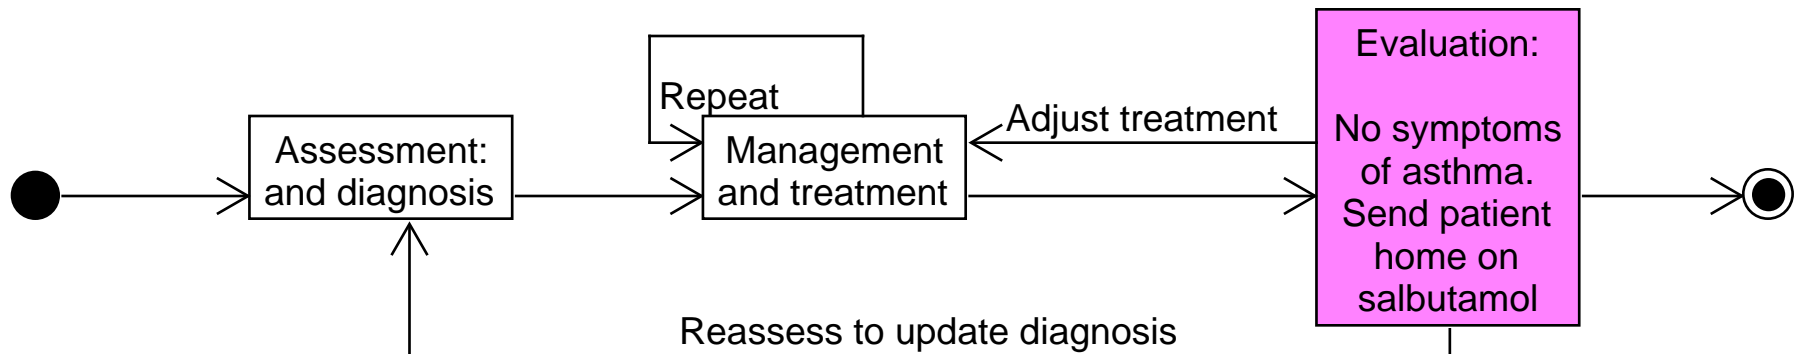 Evaluation:
No symptoms
of asthma.
Send patient
home on
salbutamol
Repeat
Adjust treatment
Assessment:
and diagnosis
Management
and treatment
Reassess to update diagnosis